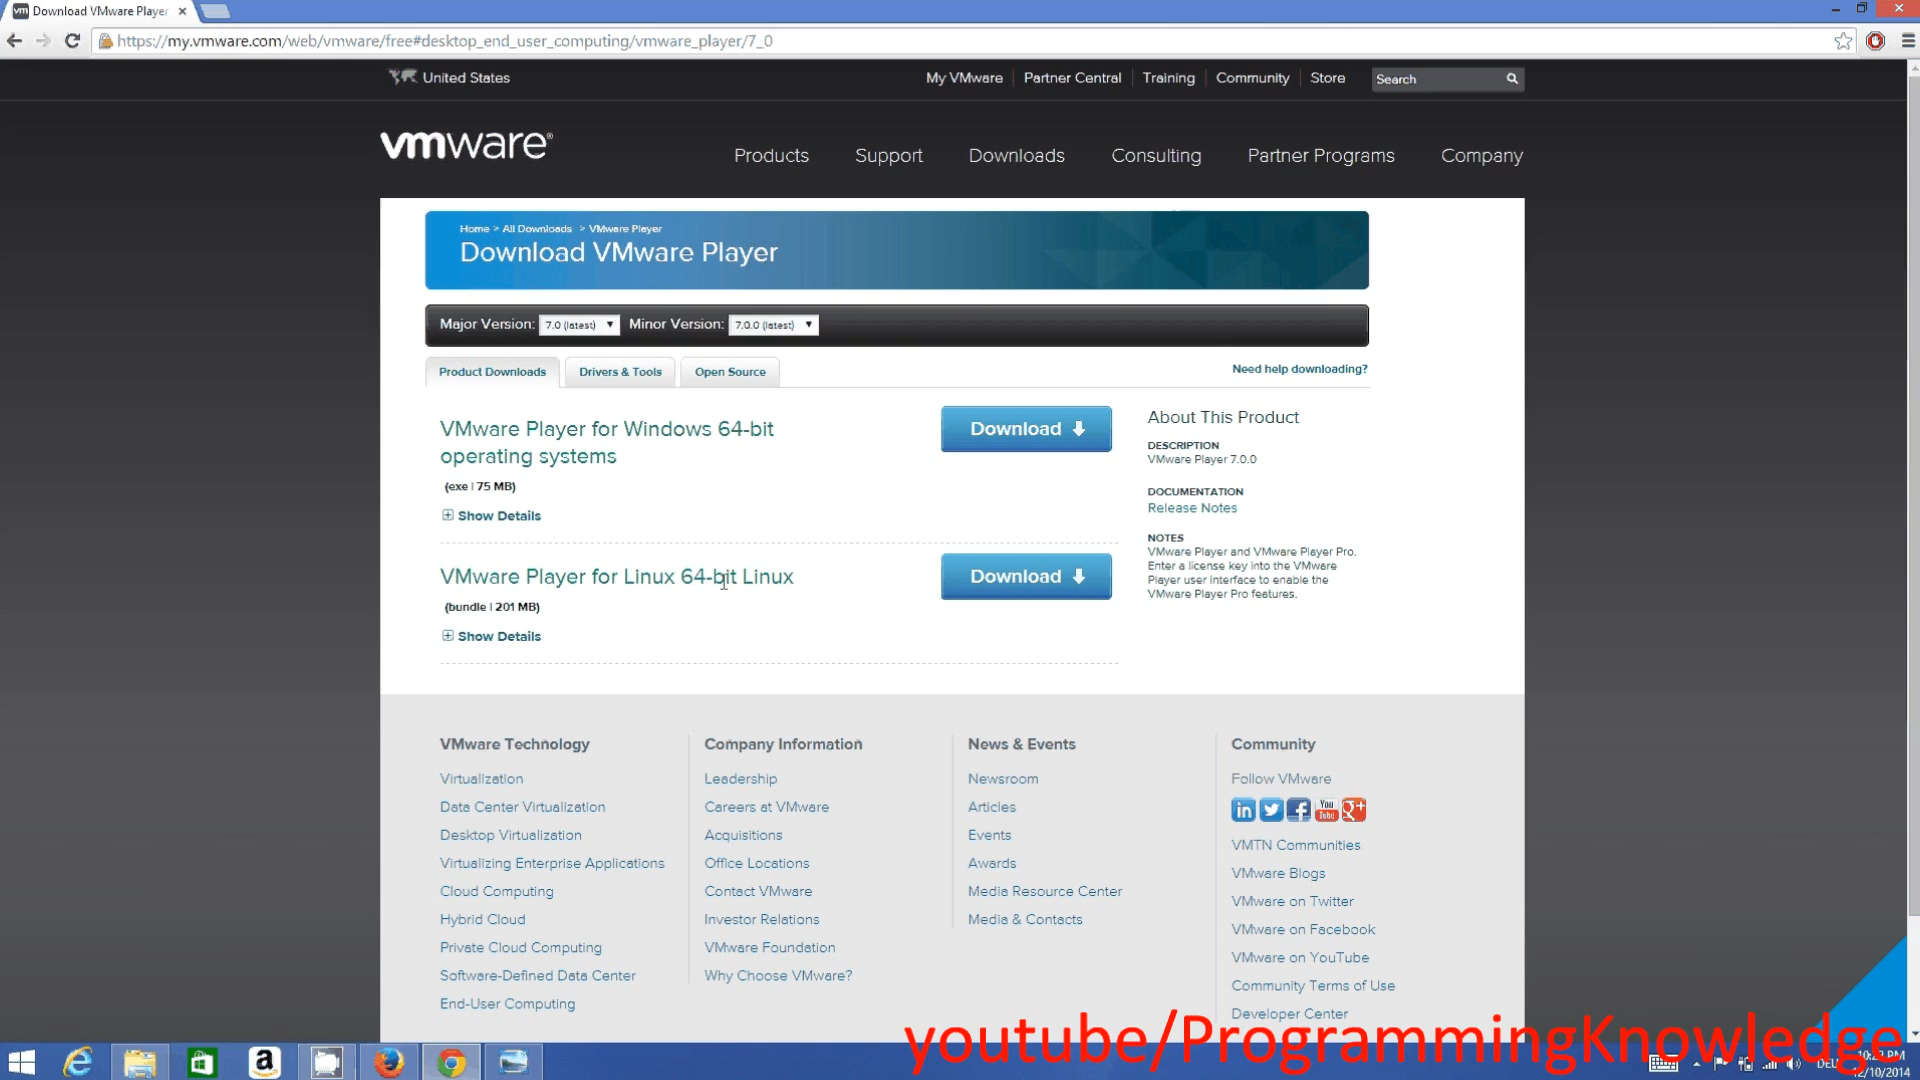 Download VMware Player
https://my.vmware.com/web/vmware/free#desktop_end_user_computing/vmware_player/7_0
United States
My VMware
Partner Central
Training
Community
Store
Search
vmware®
Products
Support
Downloads
Consulting
Partner Programs
Company
Home > All Downloads > VMware Player
Download VMware Player
Major Version: 7.0 (latest) Minor Version: 7.0.0 (latest)
Product Downloads
Drivers & Tools
Open Source
Need help downloading?
VMware Player for Windows 64-bit
operating systems
(exe | 75 MB)
Show Details
Download
VMware Player for Linux 64-bit Linux
(bundle | 201 MB)
Show Details
Download
About This Product
DESCRIPTION
VMware Player 7.0.0
DOCUMENTATION
Release Notes
NOTES
VMware Player and VMware Player Pro.
Enter a license key into the VMware
Player user interface to enable the
VMware Player Pro features.
VMware Technology
Virtualization
Data Center Virtualization
Desktop Virtualization
Virtualizing Enterprise Applications
Cloud Computing
Hybrid Cloud
Private Cloud Computing
Software-Defined Data Center
End-User Computing
Company Information
Leadership
Careers at VMware
Acquisitions
Office Locations
Contact VMware
Investor Relations
VMware Foundation
Why Choose VMware?
News & Events
Newsroom
Articles
Events
Awards
Media Resource Center
Media & Contacts
Community
Follow VMware
in
You
Tube
g+
VMTN Communities
VMware Blogs
VMware on Twitter
VMware on Facebook
VMware on YouTube
Community Terms of Use
Developer Center
youtube/ProgrammingKnowledge
12/10/2014